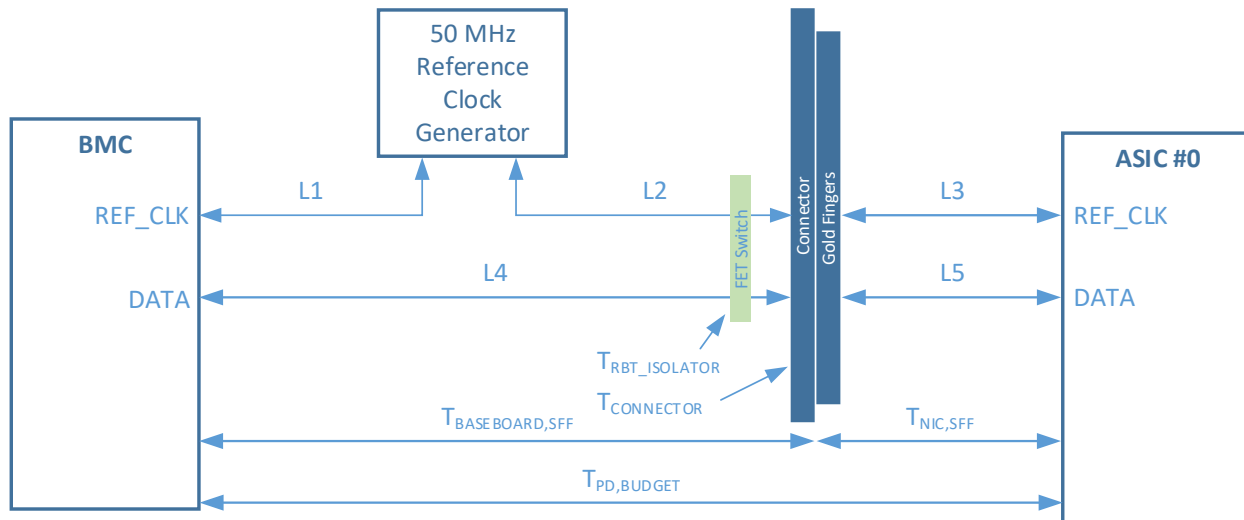 50 MHz
Reference
Clock
Generator
BMC
ASIC #0
L1
L2
L3
REF_CLK
REF_CLK
FET Switch
Connector
Gold Fingers
L4
L5
DATA
DATA
TRBT_ISOLATOR
TCONNECTOR
TBASEBOARD,SFF
TNIC,SFF
TPD,BUDGET